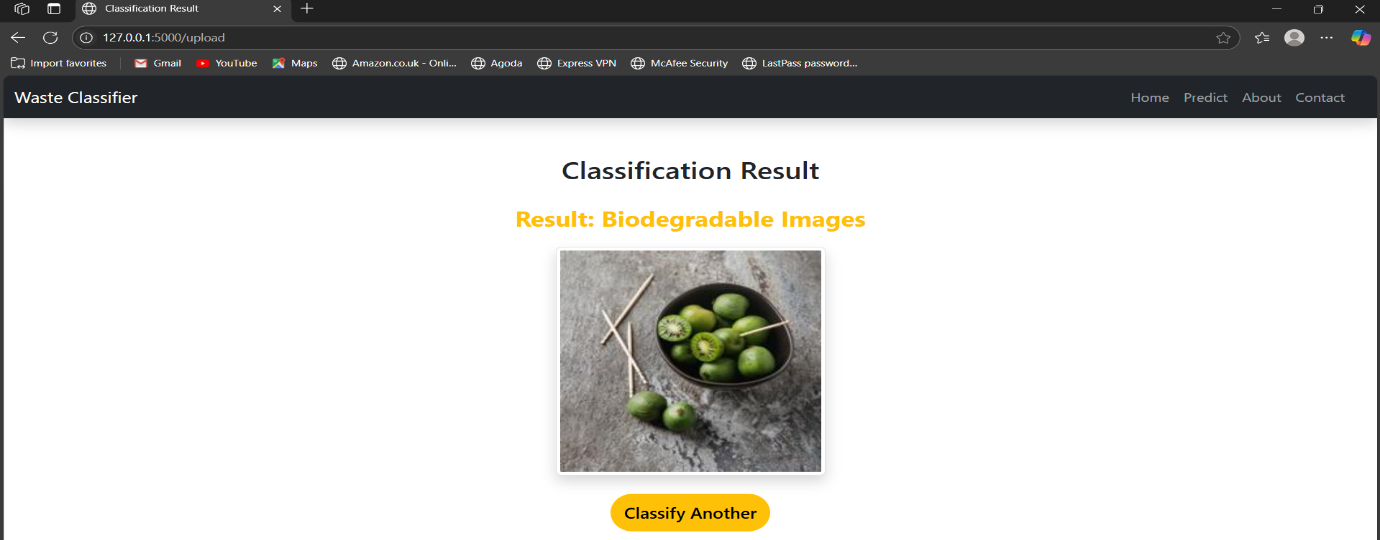 Classification Result
127.0.0.1:5000/upload
Import favorites Gmail YouTube Maps Amazon.co.uk - Onli... Agoda Express VPN McAfee Security LastPass password...
Waste Classifier Home Predict About Contact
Classification Result
Result: Biodegradable Images
Classify Another